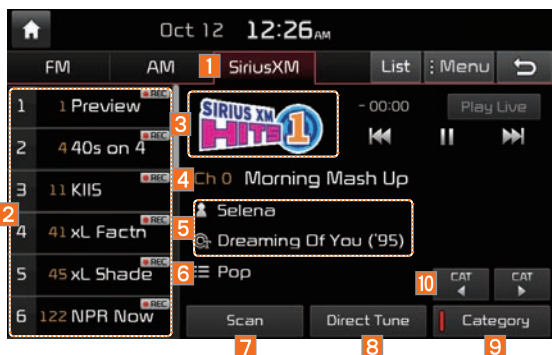 Oct 12 12:26 AM
FM AM 1 SiriusXM List Menu
1 1 Preview REC
2 4 40s on 4 REC
3 11 KIIS REC
4 41 xL Factn REC
5 45 xL Shade REC
6 122 NPR Now REC
2
3 SIRIUS XM HITS 1
- 00:00 Play Live
4 Ch 0 Morning Mash Up
5 Selena
Dreaming Of You ('95)
6 Pop
10 CAT CAT
Scan Direct Tune Category
7 8 9